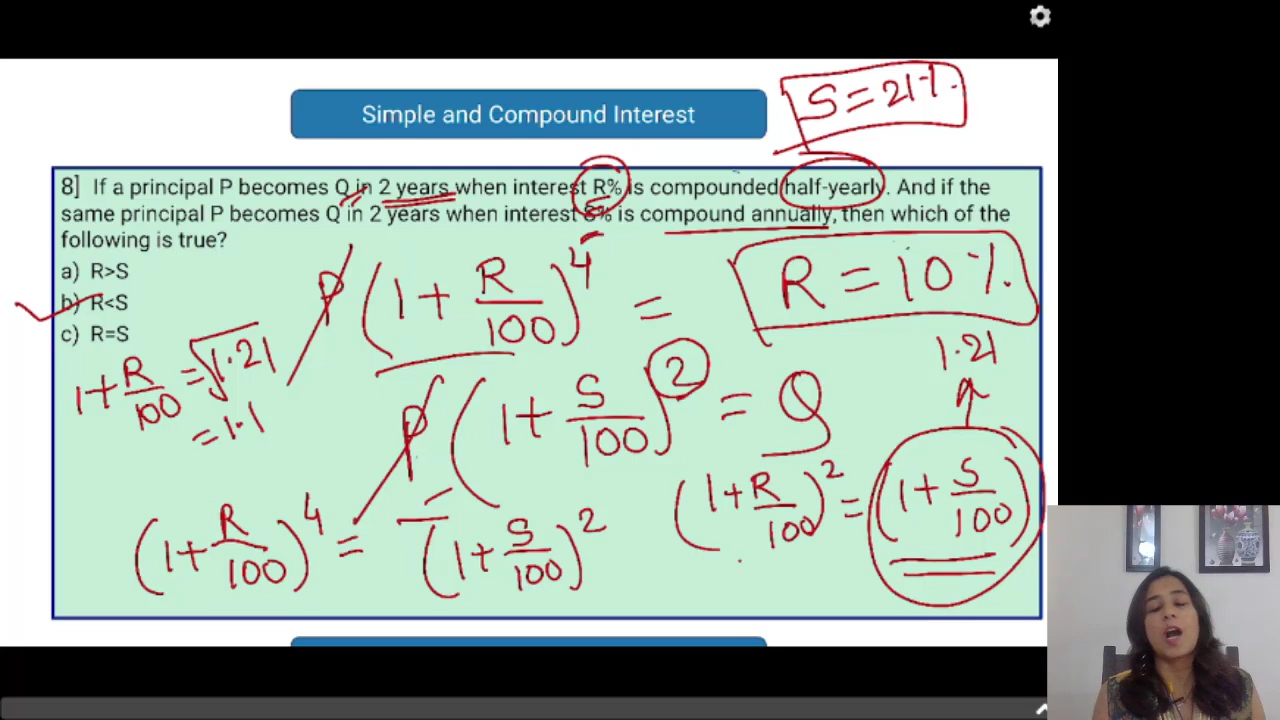 S = 21%.
Simple and Compound Interest
8] If a principal P becomes Q in 2 years when interest R% is compounded half-yearly. And if the
same principal P becomes Q in 2 years when interest S% is compound annually, then which of the
following is true?
a) R>S
b) R<S
c) R=S
P(1+R/100)^4 =
R = 10%.
1+R/100 = √1.21
= 1.1
1.21
P(1+S/100)^2 = Q
(1+R/100)^4 = (1+S/100)^2
(1+R/100)^2 = (1+S/100)